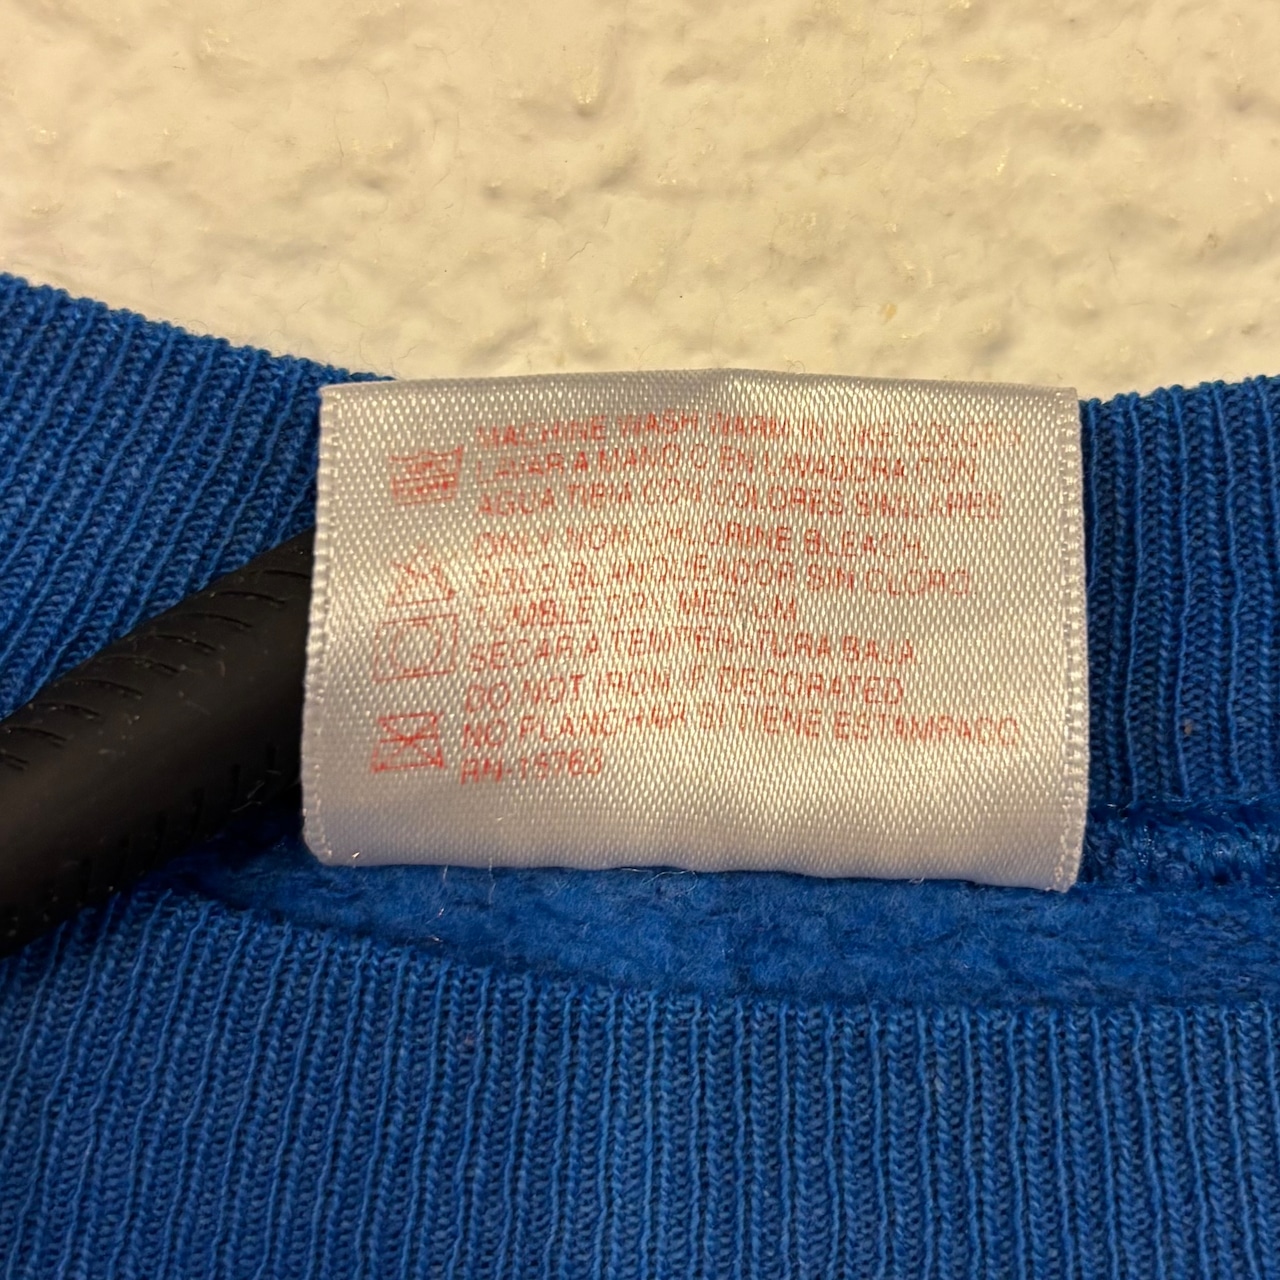 MACHINE WASH WARM IN LIKE COLORS
LAVAR A MANO O EN LAVADORA CON
AGUA TIBIA CON COLORES SIMILARES
ONLY NON CHLORINE BLEACH
SOLO BLANQUEADOR SIN CLORO
TUMBLE DRY MEDIUM
SECAR A TEMPERATURA BAJA
DO NOT IRON IF DECORATED
NO PLANCHAR SI TIENE ESTAMPADO
RN-15763